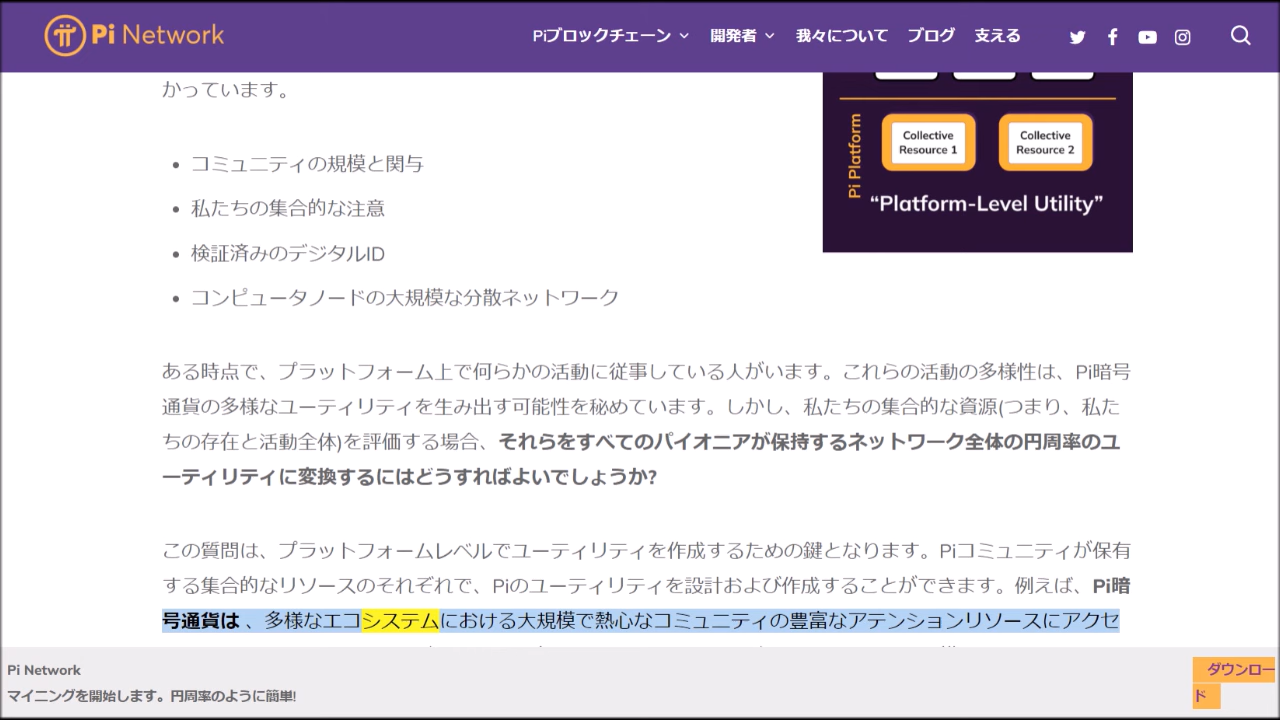 Pi Network
Piブロックチェーン 開発者 我々について ブログ 支える
かっています。
コミュニティの規模と関与
私たちの集合的な注意
検証済みのデジタルID
コンピュータノードの大規模な分散ネットワーク
Pi Platform
Collective Resource 1
Collective Resource 2
“Platform-Level Utility”
ある時点で、プラットフォーム上で何らかの活動に従事している人がいます。これらの活動の多様性は、Pi暗号
通貨の多様なユーティリティを生み出す可能性を秘めています。しかし、私たちの集合的な資源(つまり、私た
ちの存在と活動全体)を評価する場合、それらをすべてのパイオニアが保持するネットワーク全体の円周率のユ
ーティリティに変換するにはどうすればよいでしょうか?
この質問は、プラットフォームレベルでユーティリティを作成するための鍵となります。Piコミュニティが保有
する集合的なリソースのそれぞれで、Piのユーティリティを設計および作成することができます。例えば、Pi暗
号通貨は 、多様なエコシステムにおける大規模で熱心なコミュニティの豊富なアテンションリソースにアクセ
Pi Network
マイニングを開始します。円周率のように簡単!
ダウンロー
ド